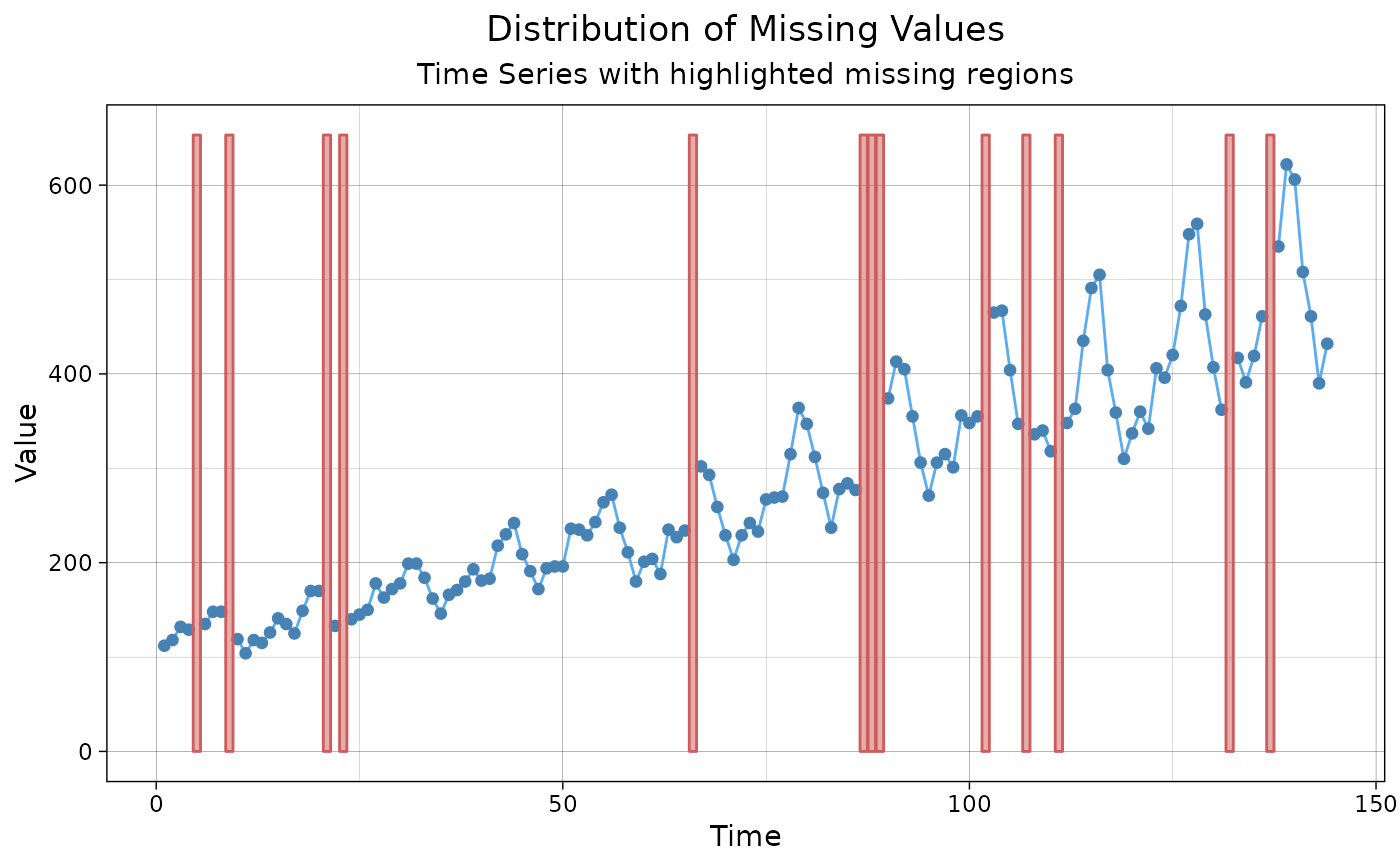 Distribution of Missing Values
Time Series with highlighted missing regions
600
400
200
0
Value
0 50 100 150
Time